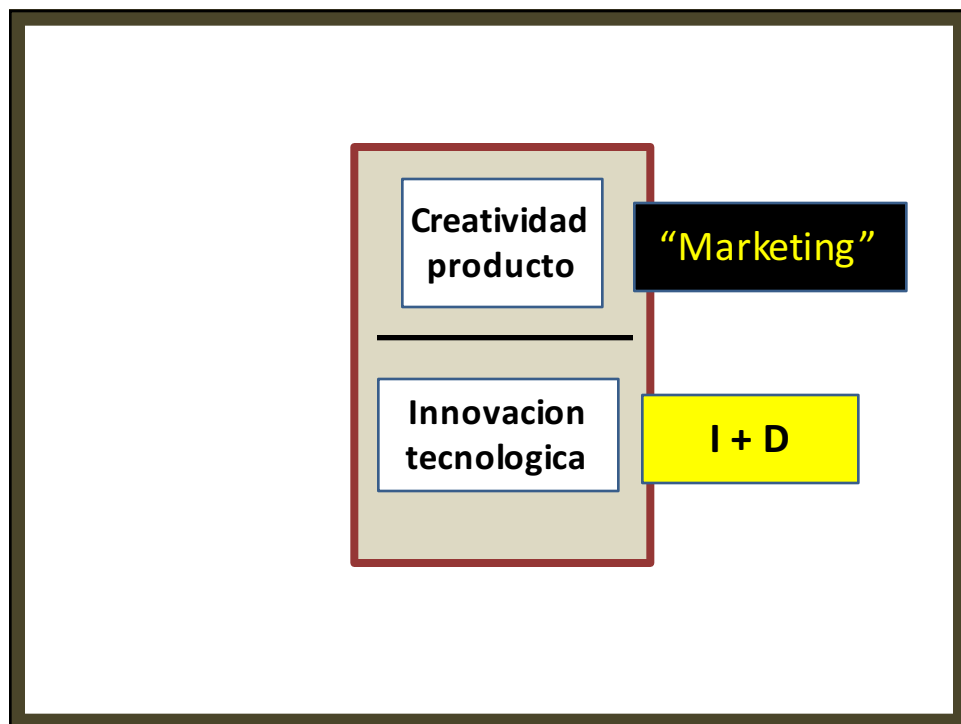 Creatividad
producto
“Marketing”
Innovacion
tecnologica
I + D